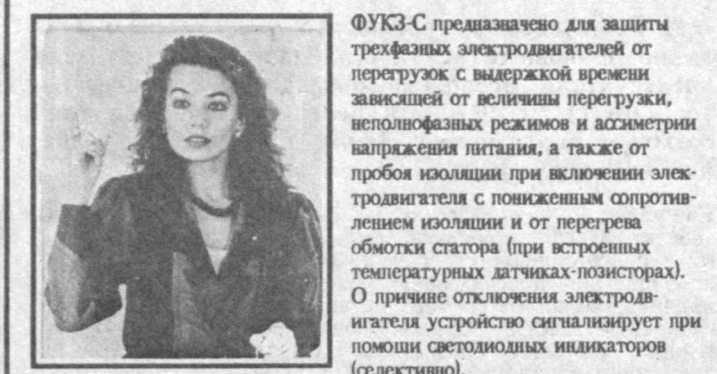 ФУКЗ-С предназначено для защиты
трехфазных электродвигателей от
перегрузок с выдержкой времени
зависящей от величины перегрузки,
неполнофазных режимов и ассиметрии
напряжения питания, а также от
пробоя изоляции при включении элек-
тродвигателя с пониженным сопротив-
лением изоляции и от перегрева
обмотки статора (при встроенных
температурных датчиках-позисторах).
О причине отключения электродв-
игателя устройство сигнализирует при
помоши светодиодных индикаторов
(селективно).